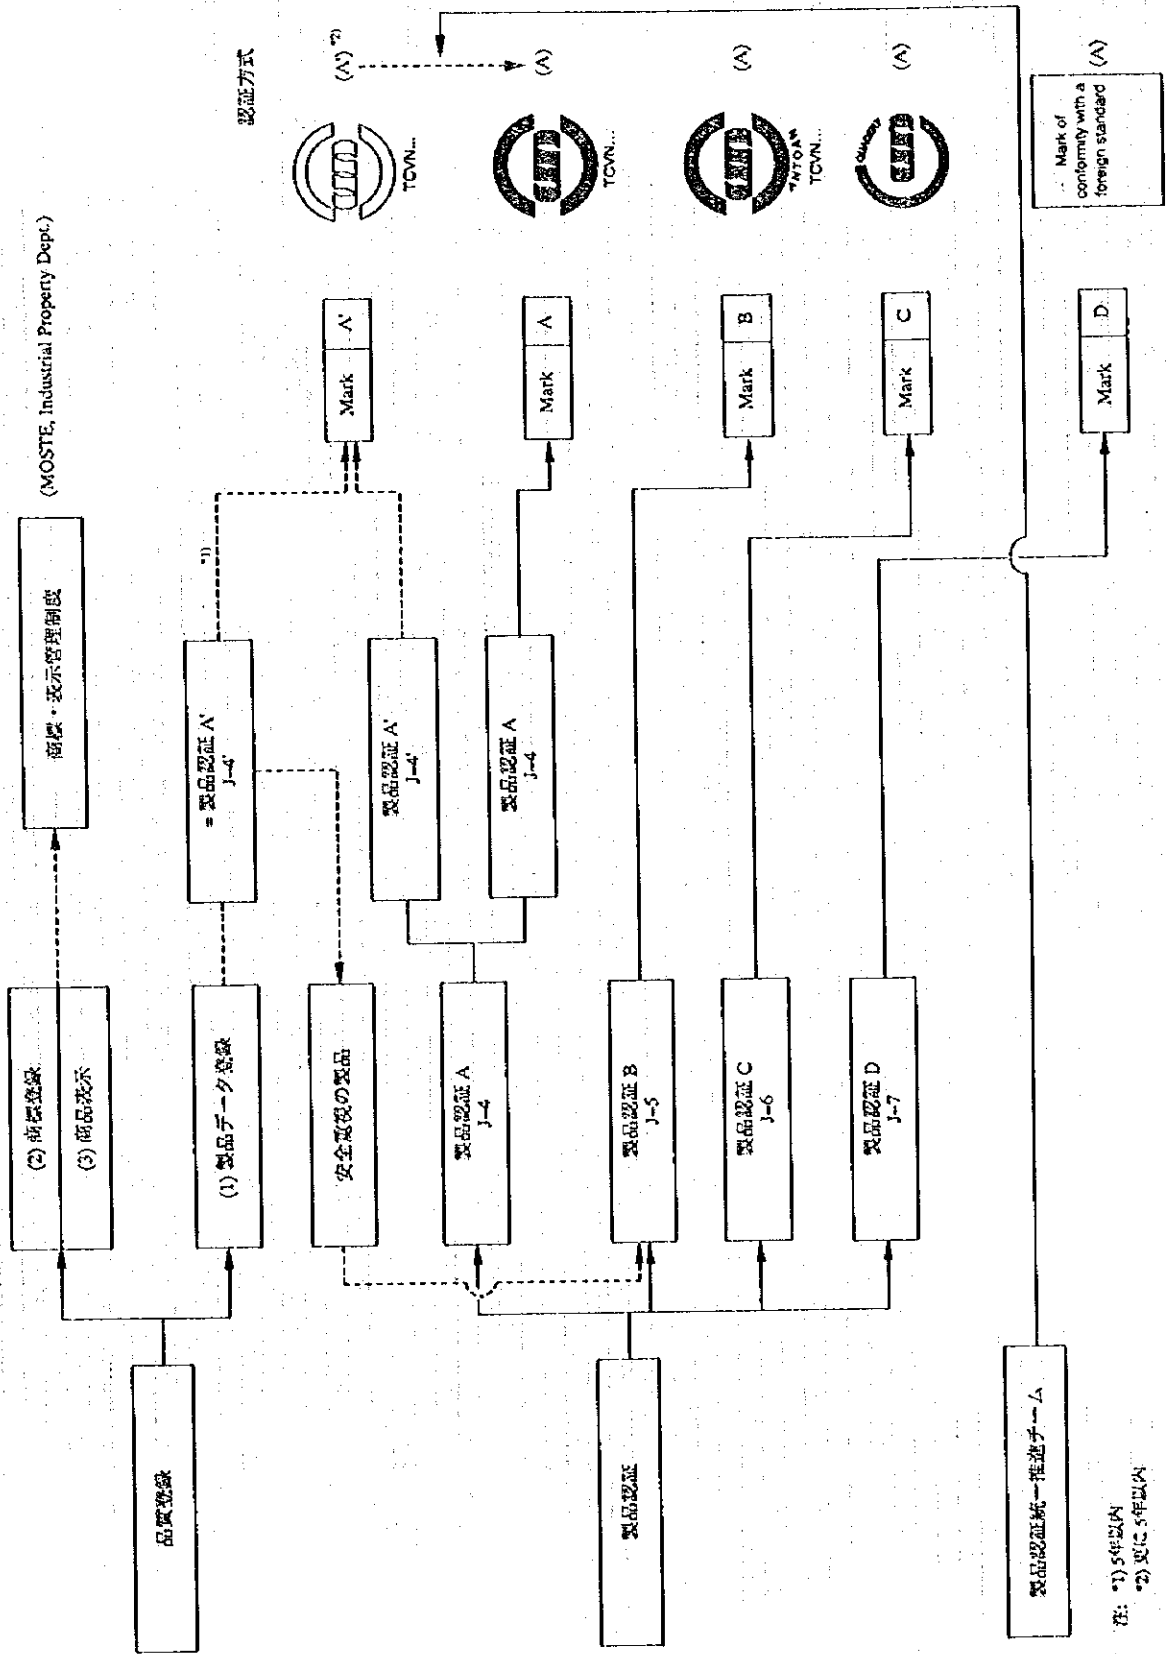 品質登録
製品認証
製品認証統一推進チーム
注: *1) 5年以内
*2) 更に5年以内
(2) 商標登録
(3) 商品表示
(1) 製品データ登録
安全重視の製品
製品認証 A
J-4
製品認証 B
J-5
製品認証 C
J-6
製品認証 D
J-7
商標・表示管理制度
(MOSTE, Industrial Property Dept.)
= 製品認証 A'
J-4'
*1)
製品認証 A'
J-4'
製品認証 A
J-4
Mark A'
Mark A
Mark B
Mark C
Mark D
認証方式
TCVN...
(A') *2)
TCVN...
(A)
TCVN...
(A)
(A)
Mark of
conformity with a
foreign standard
(A)